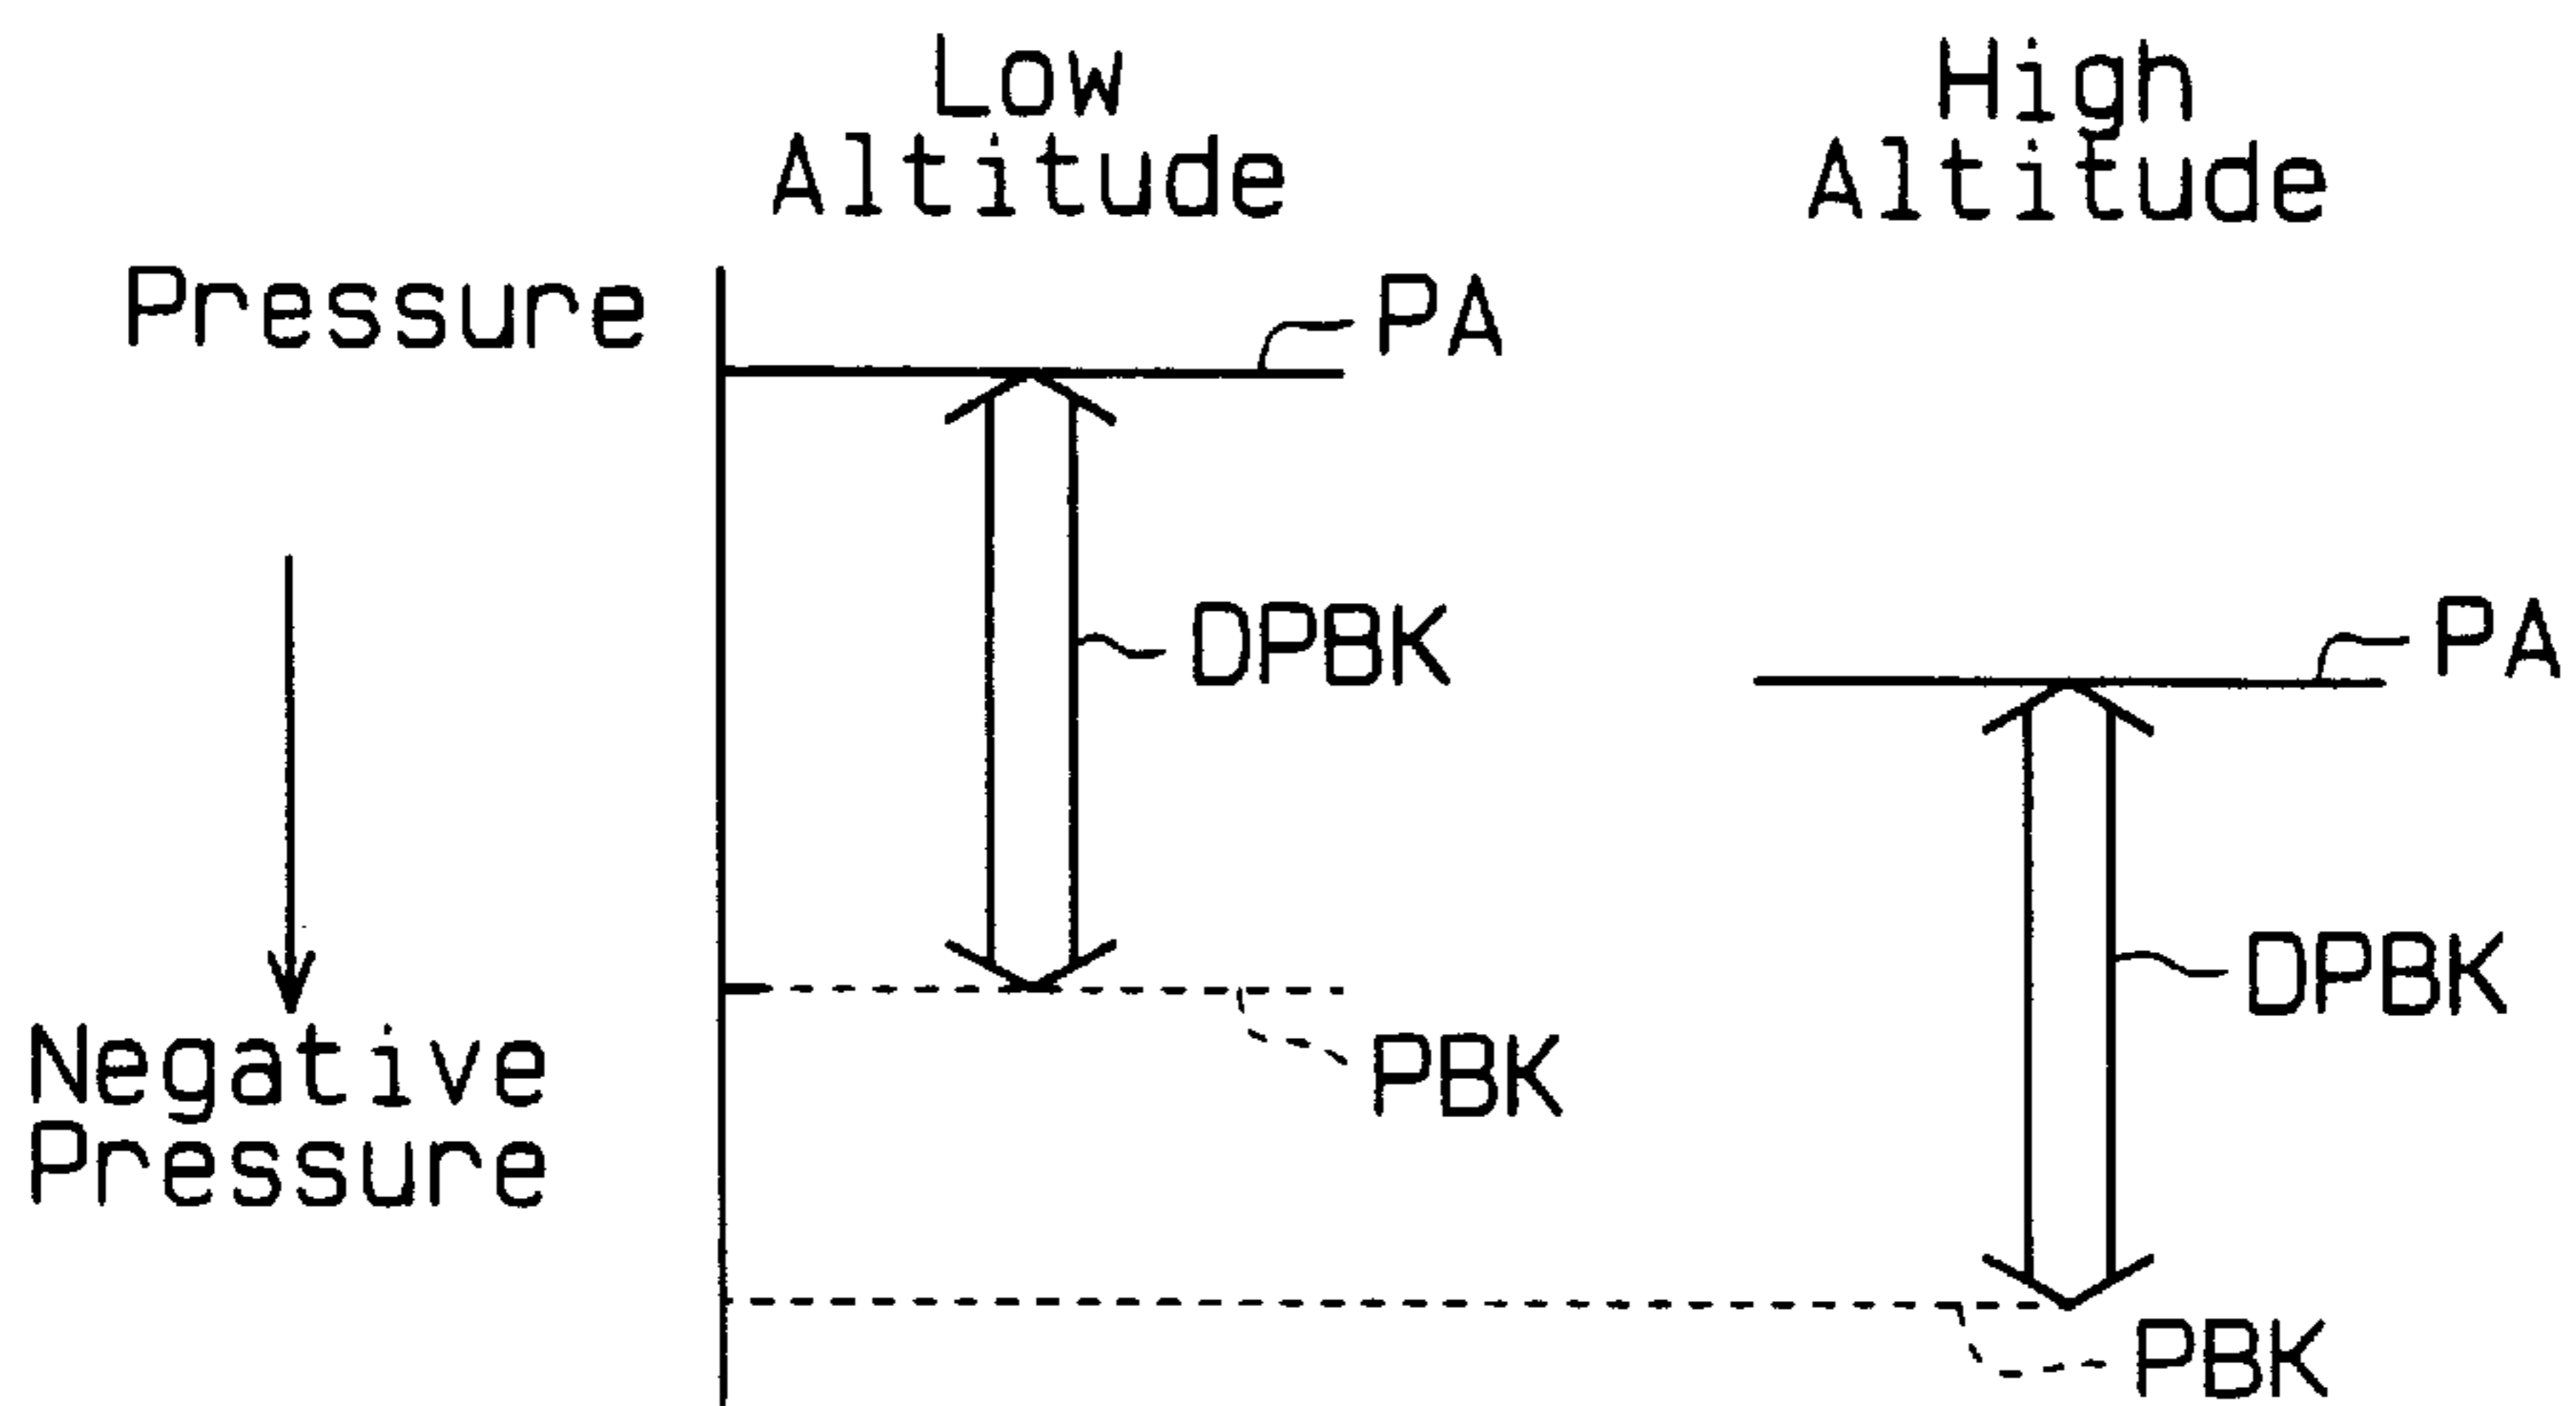 Low
Altitude
High
Altitude
Pressure
PA
DPBK
PA
DPBK
Negative
Pressure
PBK
PBK